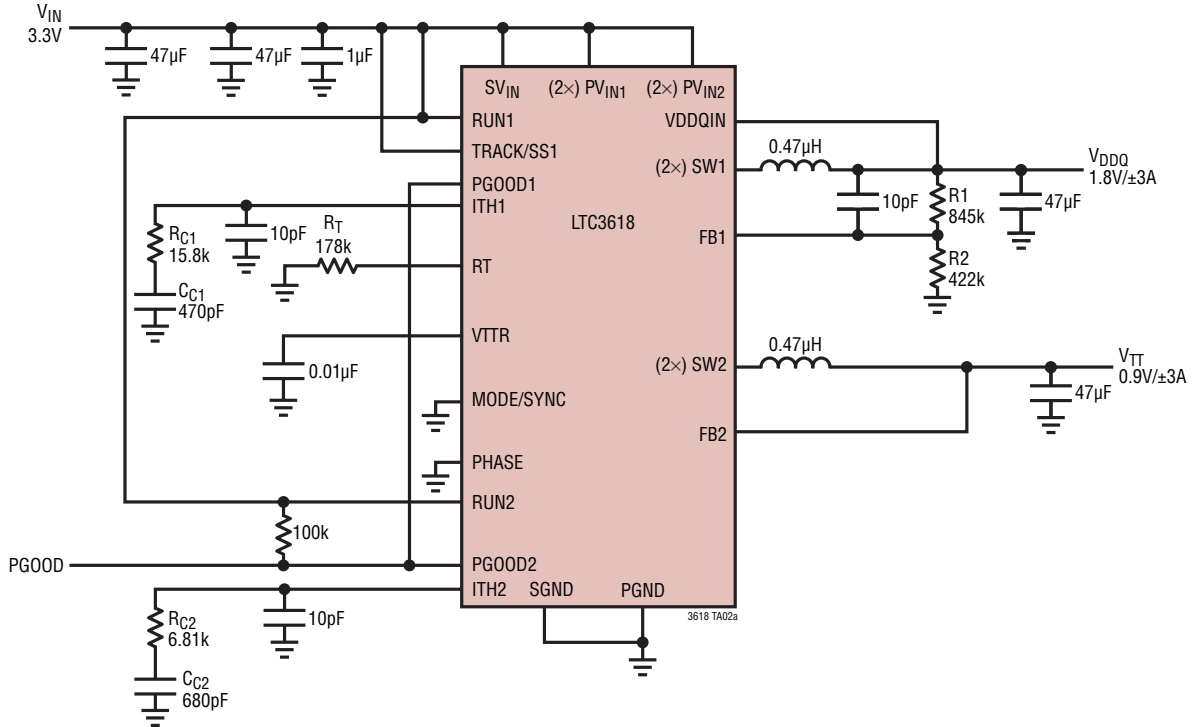 VIN
3.3V
47µF
47µF
1µF
SVIN
(2×) PVIN1
(2×) PVIN2
RUN1
VDDQIN
TRACK/SS1
0.47µH
(2×) SW1
VDDQ
1.8V/±3A
PGOOD1
ITH1
10pF
R1
845k
47µF
RC1
15.8k
10pF
RT
178k
LTC3618
FB1
RT
R2
422k
CC1
470pF
VTTR
0.47µH
(2×) SW2
VTT
0.9V/±3A
0.01µF
47µF
MODE/SYNC
FB2
PHASE
RUN2
100k
PGOOD
PGOOD2
ITH2
SGND
PGND
3618 TA02a
RC2
6.81k
10pF
CC2
680pF